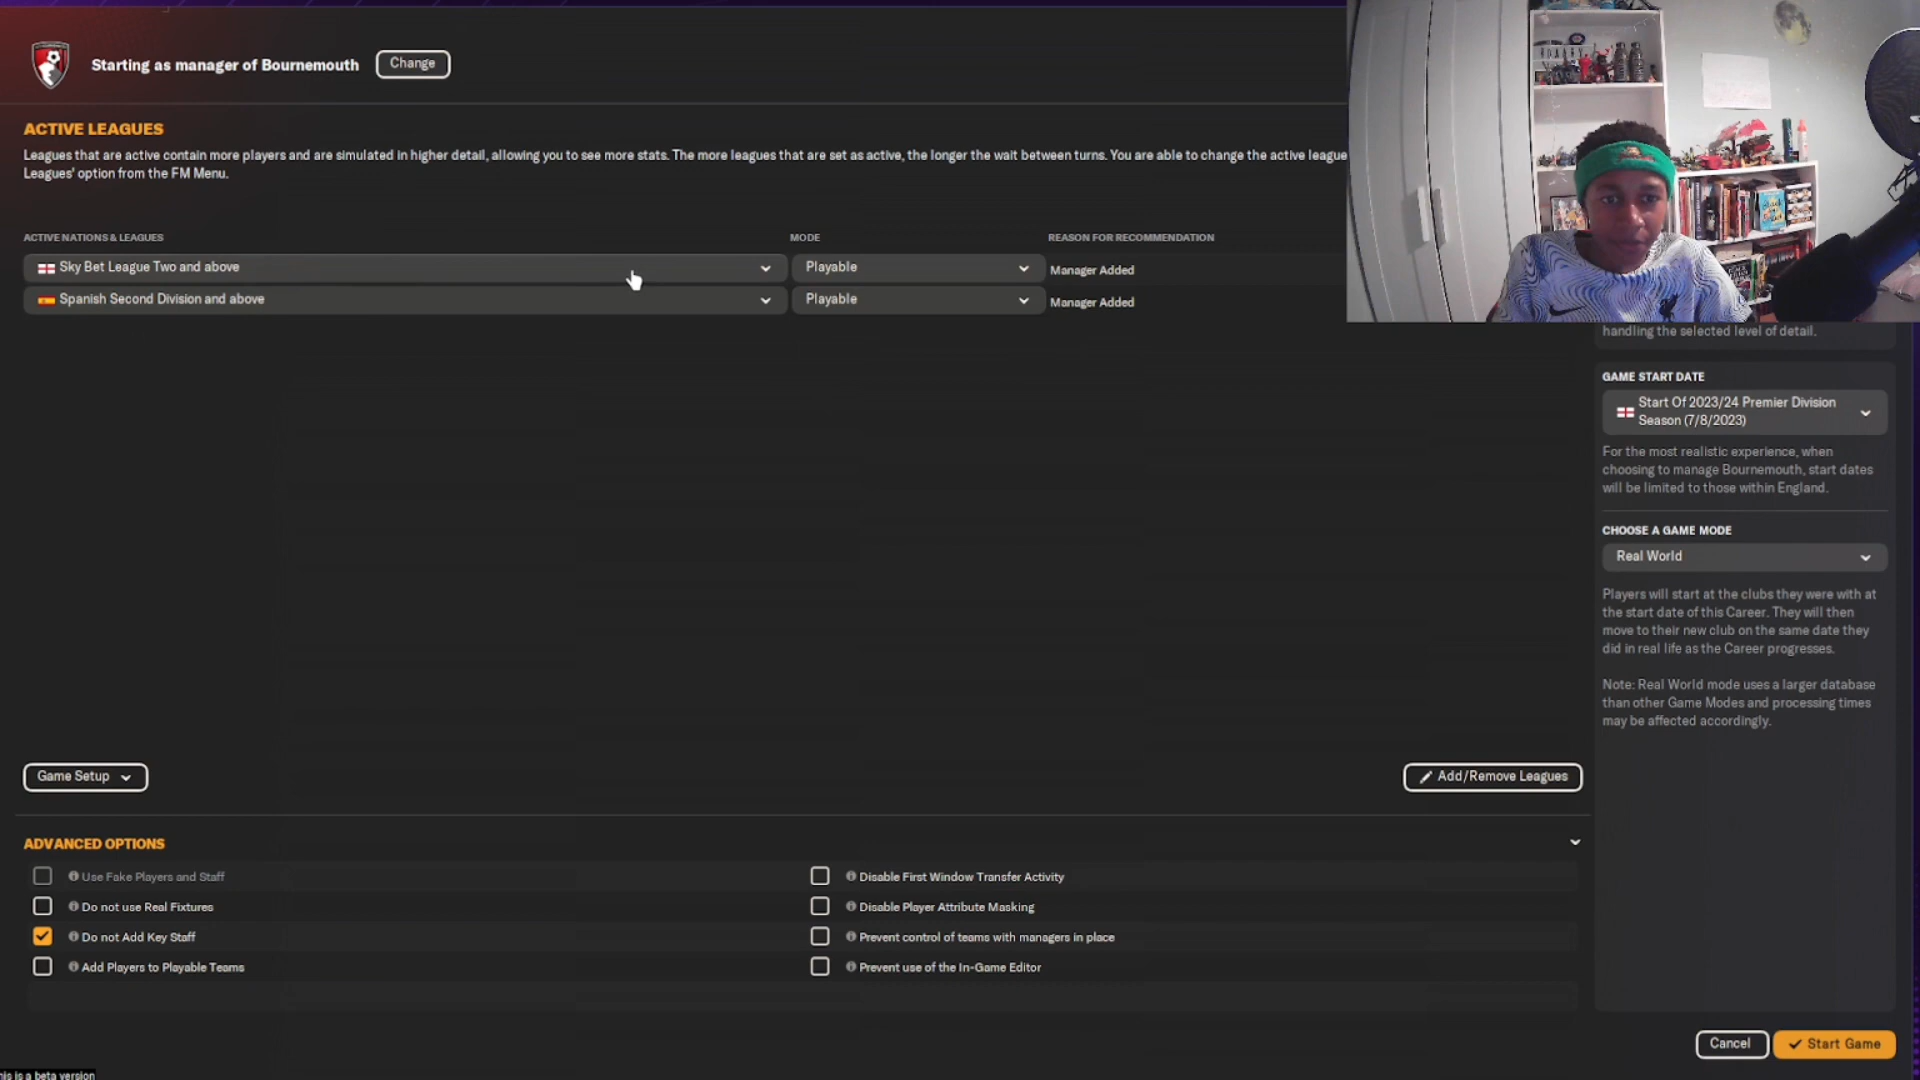 Starting as manager of Bournemouth
Change
ACTIVE LEAGUES
Leagues that are active contain more players and are simulated in higher detail, allowing you to see more stats. The more leagues that are set as active, the longer the wait between turns. You are able to change the active league
Leagues' option from the FM Menu.
ACTIVE NATIONS & LEAGUES MODE REASON FOR RECOMMENDATION
Sky Bet League Two and above Playable Manager Added
Spanish Second Division and above Playable Manager Added
handling the selected level of detail.
GAME START DATE
Start Of 2023/24 Premier Division
Season (7/8/2023)
For the most realistic experience, when
choosing to manage Bournemouth, start dates
will be limited to those within England.
CHOOSE A GAME MODE
Real World
Players will start at the clubs they were with at
the start date of this Career. They will then
move to their new club on the same date they
did in real life as the Career progresses.
Note: Real World mode uses a larger database
than other Game Modes and processing times
may be affected accordingly.
Game Setup
Add/Remove Leagues
ADVANCED OPTIONS
Use Fake Players and Staff
Do not use Real Fixtures
Do not Add Key Staff
Add Players to Playable Teams
Disable First Window Transfer Activity
Disable Player Attribute Masking
Prevent control of teams with managers in place
Prevent use of the In-Game Editor
Cancel
Start Game
his is a beta version